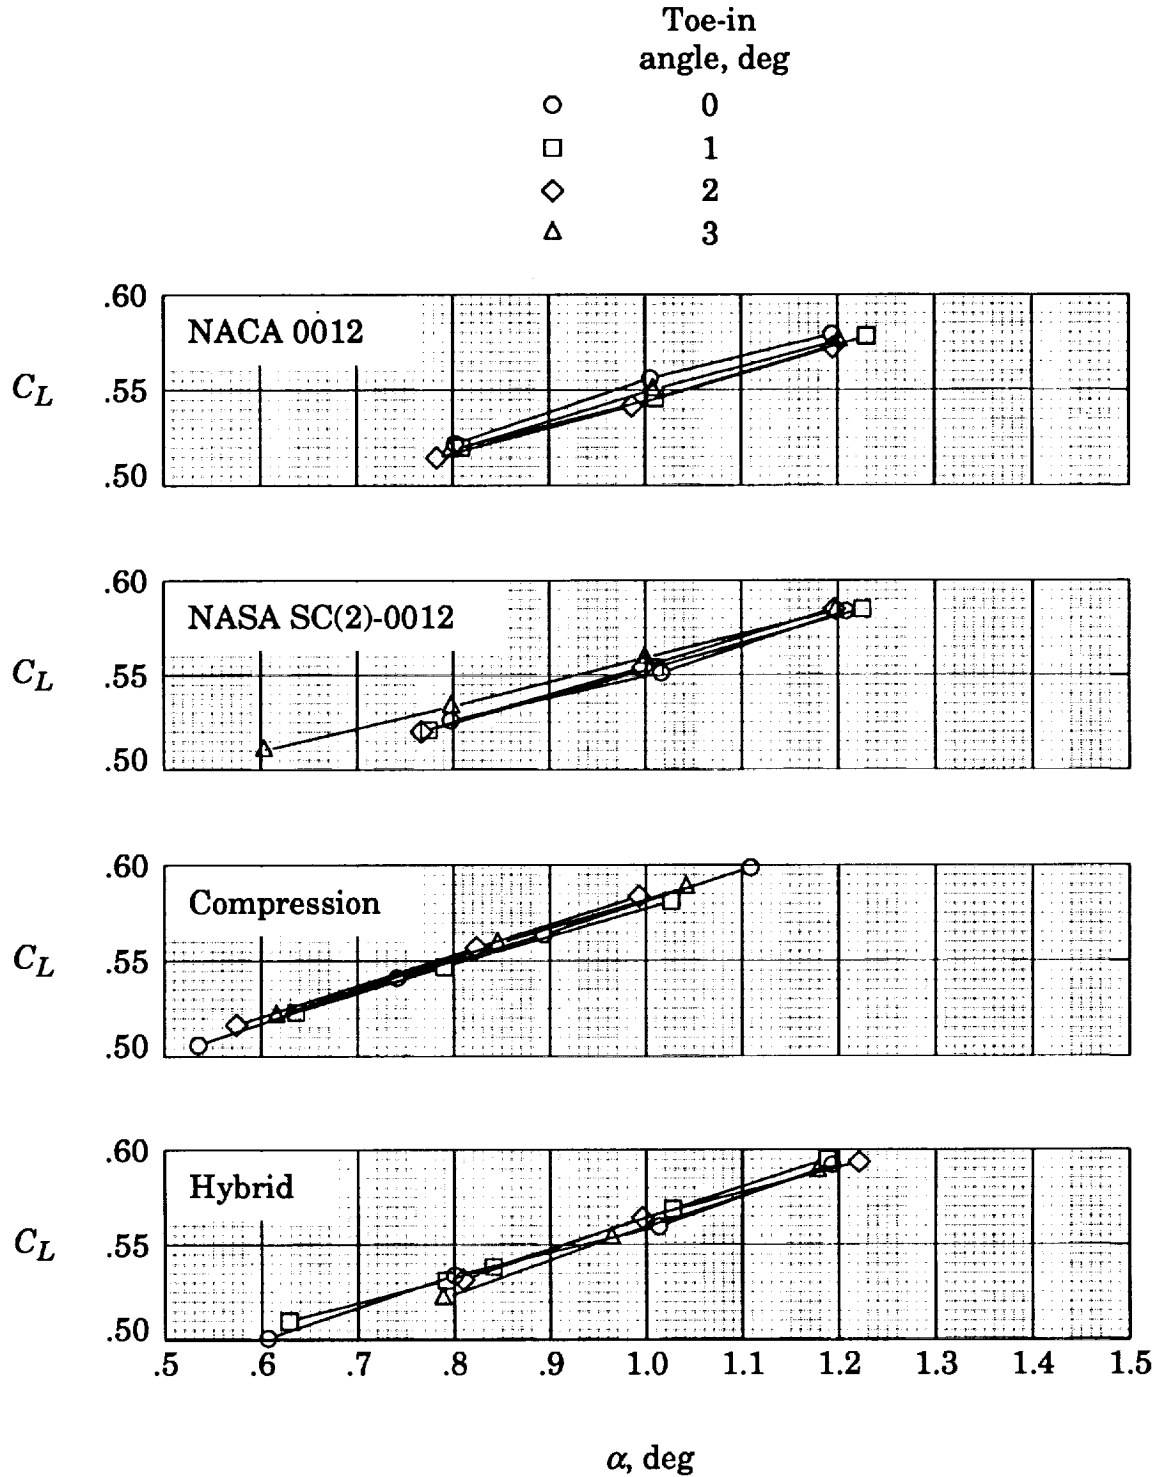 Toe-in
angle, deg
0
1
2
3
.60
NACA 0012
C_L
.55
.50
.60
NASA SC(2)-0012
C_L
.55
.50
.60
Compression
C_L
.55
.50
.60
Hybrid
C_L
.55
.50
.5 .6 .7 .8 .9 1.0 1.1 1.2 1.3 1.4 1.5
α, deg